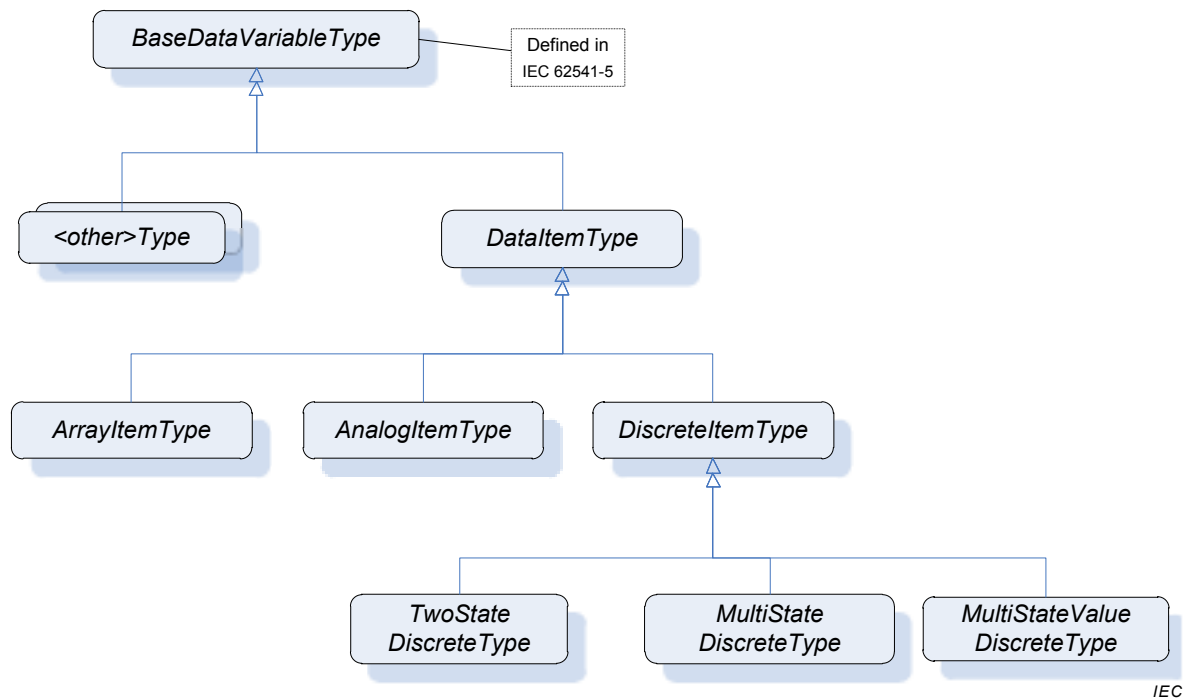 BaseDataVariableType
Defined in
IEC 62541-5
<other>Type
DataItemType
ArrayItemType
AnalogItemType
DiscreteItemType
TwoState
DiscreteType
MultiState
DiscreteType
MultiStateValue
DiscreteType
IEC